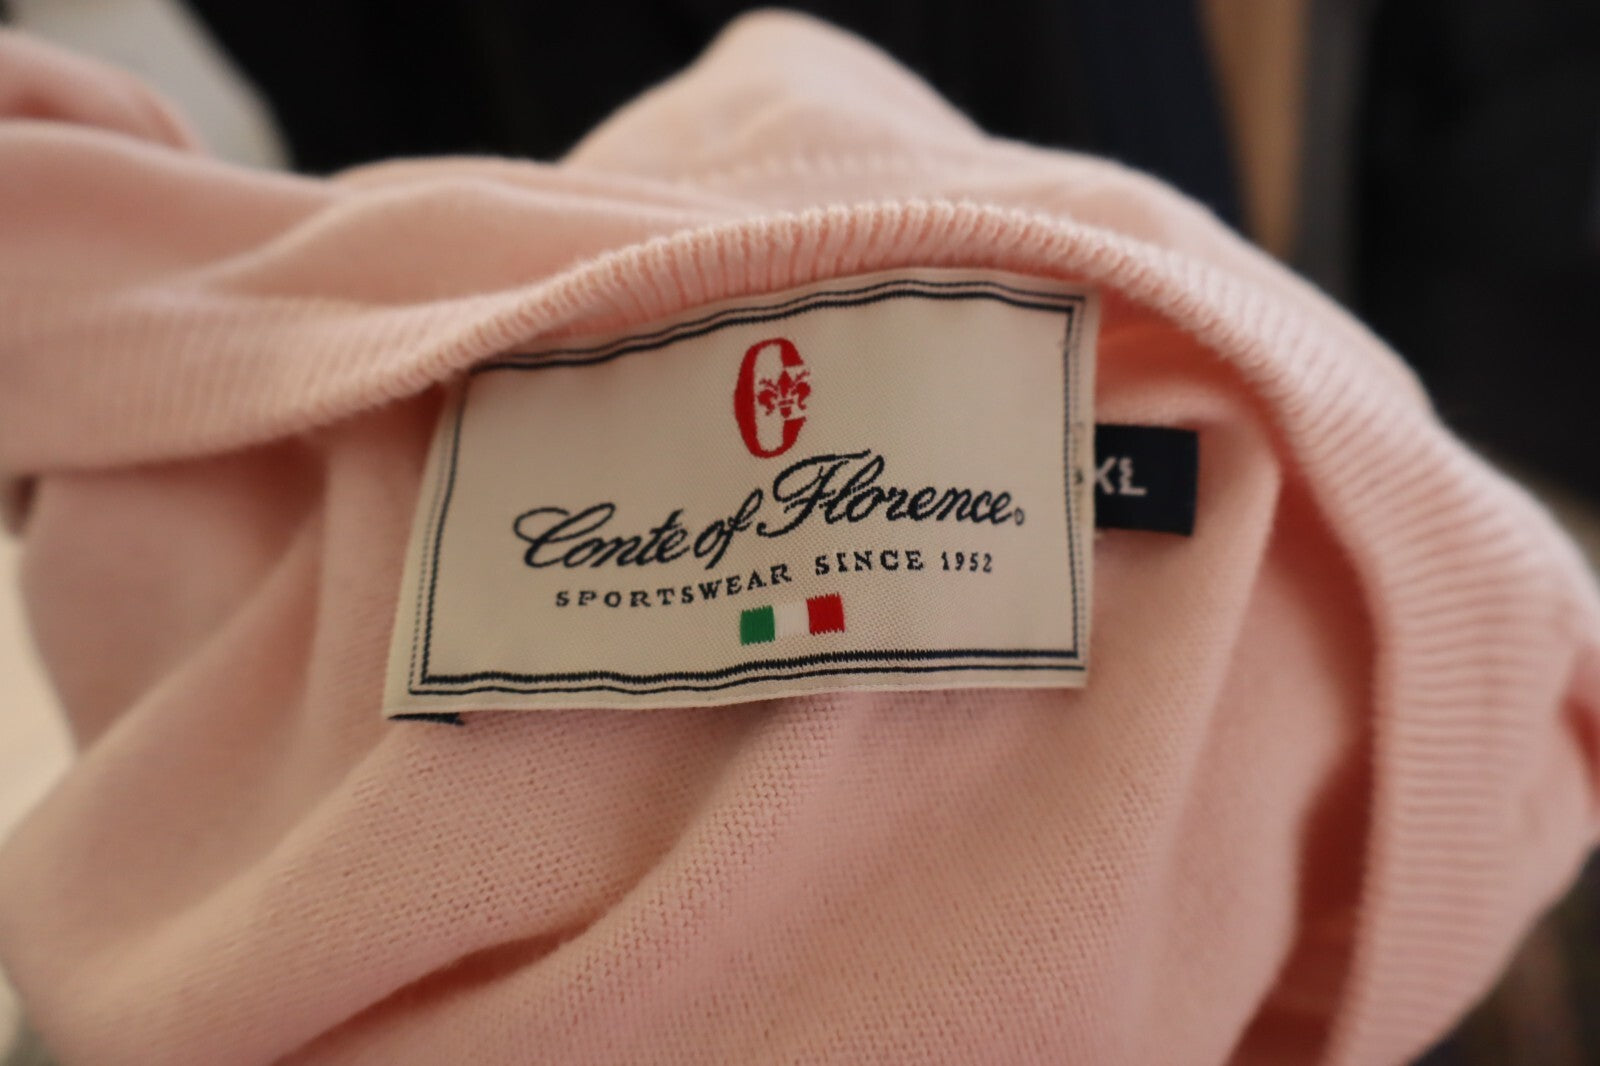 C
Conte of Florence
SPORTSWEAR SINCE 1952
XL